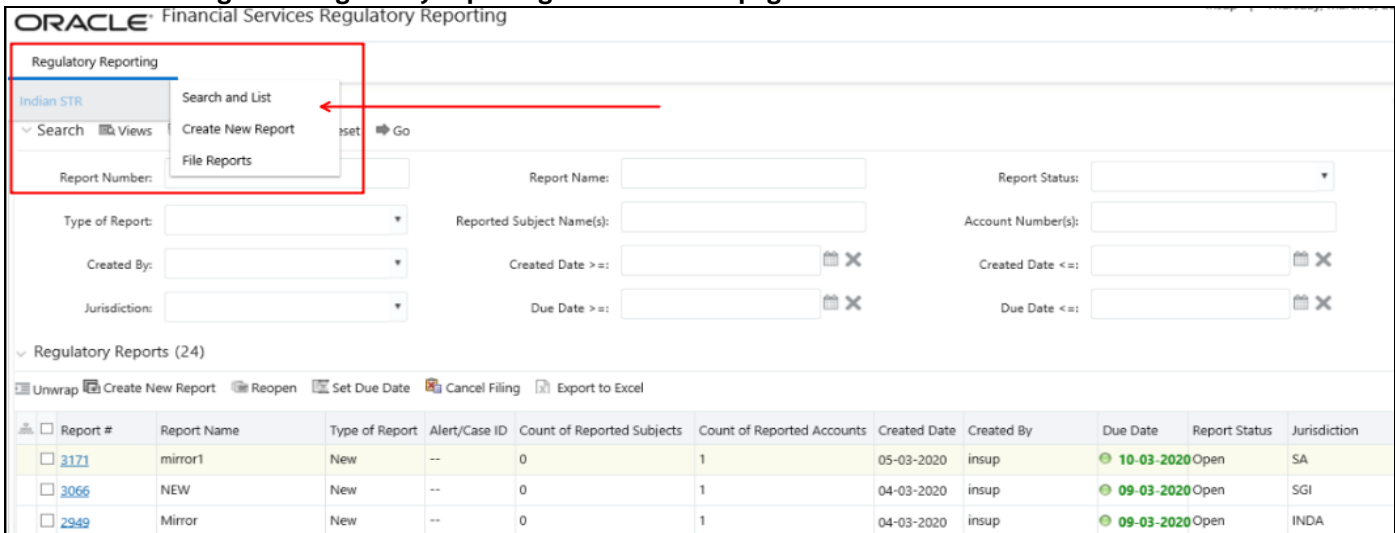 ORACLE® Financial Services Regulatory Reporting
Regulatory Reporting
Indian STR
Search and List
Create New Report
File Reports
Search Views eset Go
Report Number: Report Name: Report Status:
Type of Report: Reported Subject Name(s): Account Number(s):
Created By: Created Date >=: Created Date <=:
Jurisdiction: Due Date >=: Due Date <=:
Regulatory Reports (24)
Unwrap Create New Report Reopen Set Due Date Cancel Filing Export to Excel
Report # Report Name Type of Report Alert/Case ID Count of Reported Subjects Count of Reported Accounts Created Date Created By Due Date Report Status Jurisdiction
3171 mirror1 New -- 0 1 05-03-2020 insup 10-03-2020 Open SA
3066 NEW New -- 0 1 04-03-2020 insup 09-03-2020 Open SGI
2949 Mirror New -- 0 1 04-03-2020 insup 09-03-2020 Open INDA